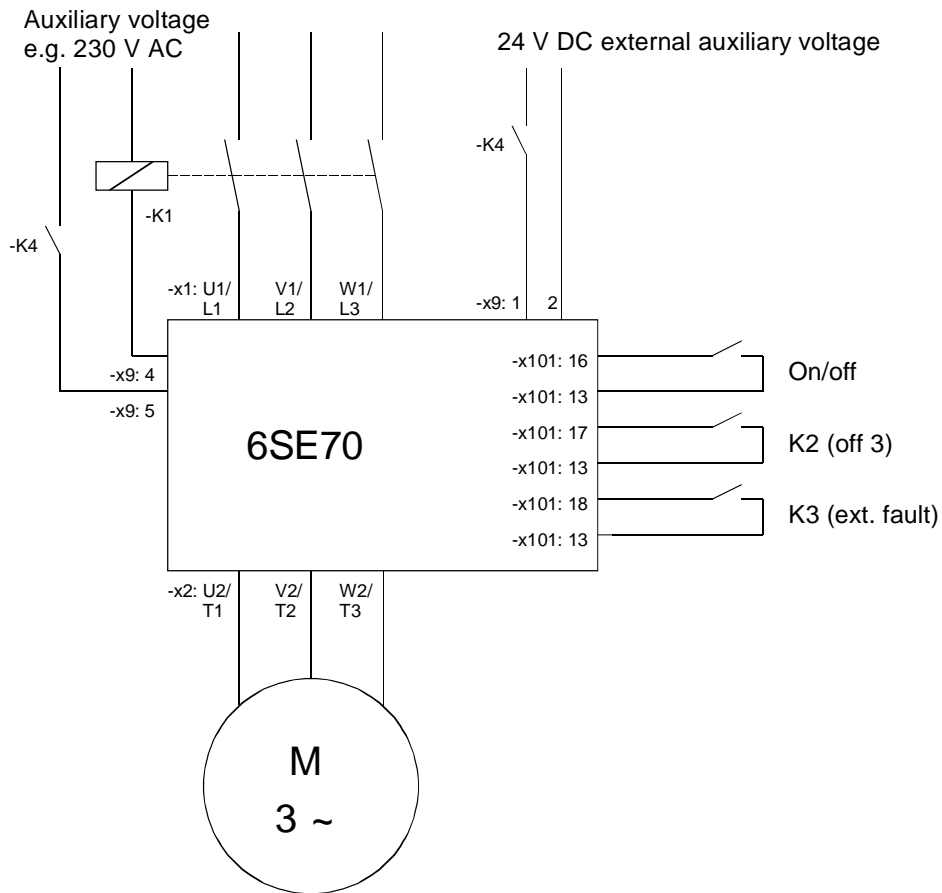 Auxiliary voltage
e.g. 230 V AC
24 V DC external auxiliary voltage
-K4
-K1
-K4
-x1: U1/ V1/ W1/
L1 L2 L3
-x9: 1 2
-x9: 4
-x9: 5
6SE70
-x101: 16
On/off
-x101: 13
-x101: 17
K2 (off 3)
-x101: 13
-x101: 18
K3 (ext. fault)
-x101: 13
-x2: U2/ V2/ W2/
T1 T2 T3
M
3 ~